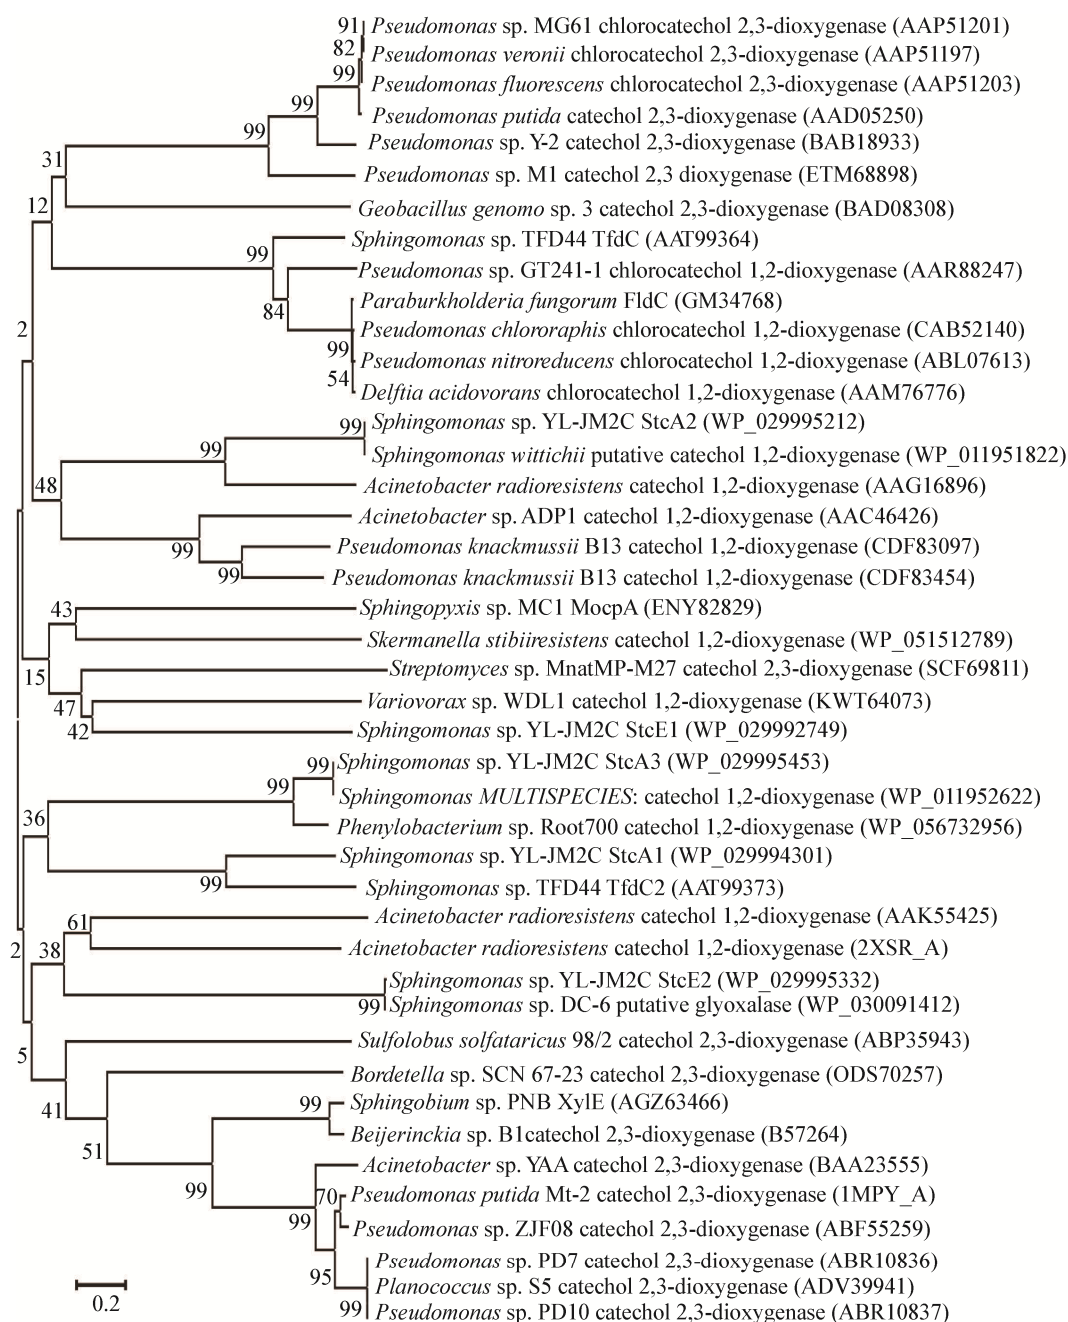 91 Pseudomonas sp. MG61 chlorocatechol 2,3-dioxygenase (AAP51201)
82 Pseudomonas veronii chlorocatechol 2,3-dioxygenase (AAP51197)
99 Pseudomonas fluorescens chlorocatechol 2,3-dioxygenase (AAP51203)
99 Pseudomonas putida catechol 2,3-dioxygenase (AAD05250)
99 Pseudomonas sp. Y-2 catechol 2,3-dioxygenase (BAB18933)
31 Pseudomonas sp. M1 catechol 2,3 dioxygenase (ETM68898)
12 Geobacillus genomo sp. 3 catechol 2,3-dioxygenase (BAD08308)
Sphingomonas sp. TFD44 TfdC (AAT99364)
99 Pseudomonas sp. GT241-1 chlorocatechol 1,2-dioxygenase (AAR88247)
Paraburkholderia fungorum FldC (GM34768)
84
2 Pseudomonas chlororaphis chlorocatechol 1,2-dioxygenase (CAB52140)
99 Pseudomonas nitroreducens chlorocatechol 1,2-dioxygenase (ABL07613)
54 Delftia acidovorans chlorocatechol 1,2-dioxygenase (AAM76776)
99 Sphingomonas sp. YL-JM2C StcA2 (WP_029995212)
99 Sphingomonas wittichii putative catechol 1,2-dioxygenase (WP_011951822)
48 Acinetobacter radioresistens catechol 1,2-dioxygenase (AAG16896)
Acinetobacter sp. ADP1 catechol 1,2-dioxygenase (AAC46426)
99 Pseudomonas knackmussii B13 catechol 1,2-dioxygenase (CDF83097)
99 Pseudomonas knackmussii B13 catechol 1,2-dioxygenase (CDF83454)
43 Sphingopyxis sp. MC1 MocpA (ENY82829)
Skermanella stibiiresistens catechol 1,2-dioxygenase (WP_051512789)
15 Streptomyces sp. MnatMP-M27 catechol 2,3-dioxygenase (SCF69811)
47 Variovorax sp. WDL1 catechol 1,2-dioxygenase (KWT64073)
42 Sphingomonas sp. YL-JM2C StcE1 (WP_029992749)
99 Sphingomonas sp. YL-JM2C StcA3 (WP_029995453)
99 Sphingomonas MULTISPECIES: catechol 1,2-dioxygenase (WP_011952622)
36 Phenylobacterium sp. Root700 catechol 1,2-dioxygenase (WP_056732956)
Sphingomonas sp. YL-JM2C StcA1 (WP_029994301)
99 Sphingomonas sp. TFD44 TfdC2 (AAT99373)
61 Acinetobacter radioresistens catechol 1,2-dioxygenase (AAK55425)
2 38 Acinetobacter radioresistens catechol 1,2-dioxygenase (2XSR_A)
Sphingomonas sp. YL-JM2C StcE2 (WP_029995332)
99 Sphingomonas sp. DC-6 putative glyoxalase (WP_030091412)
5 Sulfolobus solfataricus 98/2 catechol 2,3-dioxygenase (ABP35943)
Bordetella sp. SCN 67-23 catechol 2,3-dioxygenase (ODS70257)
41 99 Sphingobium sp. PNB XylE (AGZ63466)
51 Beijerinckia sp. B1catechol 2,3-dioxygenase (B57264)
Acinetobacter sp. YAA catechol 2,3-dioxygenase (BAA23555)
99 70 Pseudomonas putida Mt-2 catechol 2,3-dioxygenase (1MPY_A)
99 Pseudomonas sp. ZJF08 catechol 2,3-dioxygenase (ABF55259)
Pseudomonas sp. PD7 catechol 2,3-dioxygenase (ABR10836)
95 Planococcus sp. S5 catechol 2,3-dioxygenase (ADV39941)
99 Pseudomonas sp. PD10 catechol 2,3-dioxygenase (ABR10837)
0.2